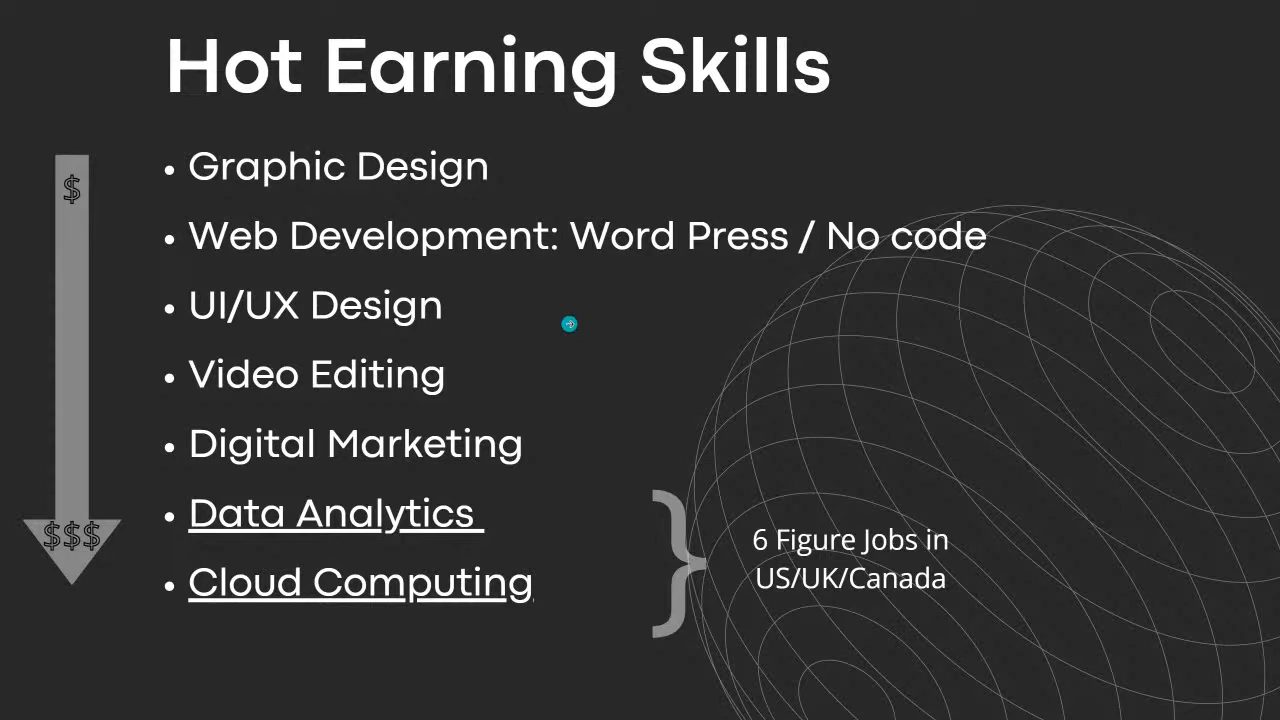 Hot Earning Skills
$
• Graphic Design
• Web Development: Word Press / No code
• UI/UX Design
• Video Editing
• Digital Marketing
• Data Analytics
$$$
• Cloud Computing
6 Figure Jobs in
US/UK/Canada